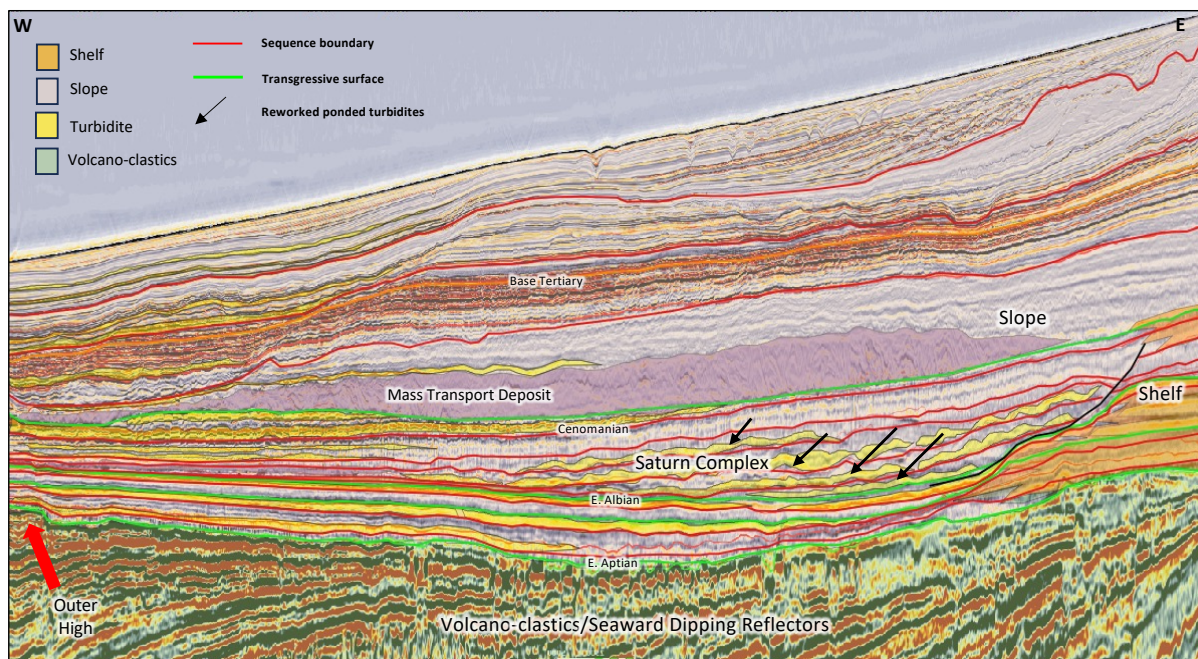 W
E
Shelf
Slope
Turbidite
Volcano-clastics
Sequence boundary
Transgressive surface
Reworked ponded turbidites
Base Tertiary
Slope
Mass Transport Deposit
Shelf
Cenomanian
Saturn Complex
E. Albian
E. Aptian
Outer
High
Volcano-clastics/Seaward Dipping Reflectors